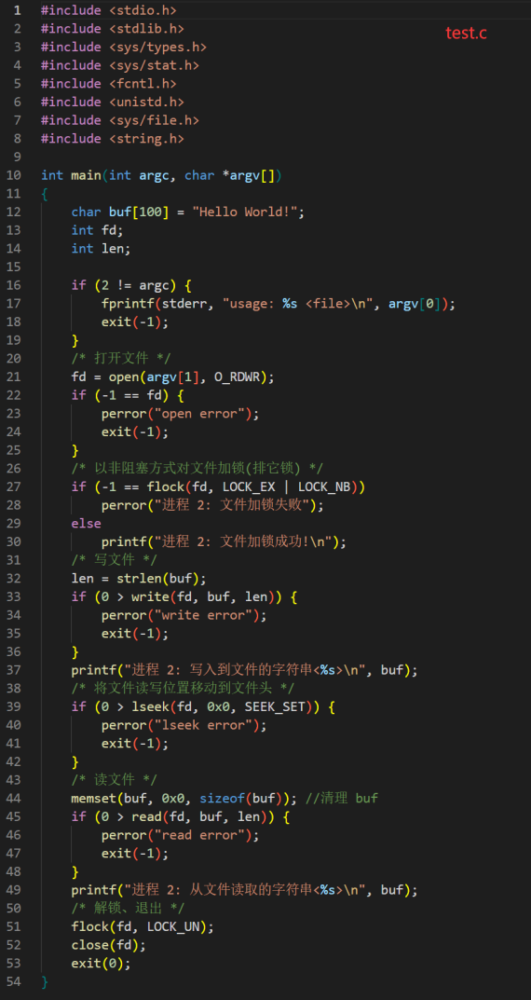 test.c
1 #include <stdio.h>
2 #include <stdlib.h>
3 #include <sys/types.h>
4 #include <sys/stat.h>
5 #include <fcntl.h>
6 #include <unistd.h>
7 #include <sys/file.h>
8 #include <string.h>
9
10 int main(int argc, char *argv[])
11 {
12     char buf[100] = "Hello World!";
13     int fd;
14     int len;
15
16     if (2 != argc) {
17         fprintf(stderr, "usage: %s <file>\n", argv[0]);
18         exit(-1);
19     }
20     /* 打开文件 */
21     fd = open(argv[1], O_RDWR);
22     if (-1 == fd) {
23         perror("open error");
24         exit(-1);
25     }
26     /* 以非阻塞方式对文件加锁(排它锁) */
27     if (-1 == flock(fd, LOCK_EX | LOCK_NB))
28         perror("进程 2: 文件加锁失败");
29     else
30         printf("进程 2: 文件加锁成功!\n");
31     /* 写文件 */
32     len = strlen(buf);
33     if (0 > write(fd, buf, len)) {
34         perror("write error");
35         exit(-1);
36     }
37     printf("进程 2: 写入到文件的字符串<%s>\n", buf);
38     /* 将文件读写位置移动到文件头 */
39     if (0 > lseek(fd, 0x0, SEEK_SET)) {
40         perror("lseek error");
41         exit(-1);
42     }
43     /* 读文件 */
44     memset(buf, 0x0, sizeof(buf)); //清理 buf
45     if (0 > read(fd, buf, len)) {
46         perror("read error");
47         exit(-1);
48     }
49     printf("进程 2: 从文件读取的字符串<%s>\n", buf);
50     /* 解锁、退出 */
51     flock(fd, LOCK_UN);
52     close(fd);
53     exit(0);
54 }